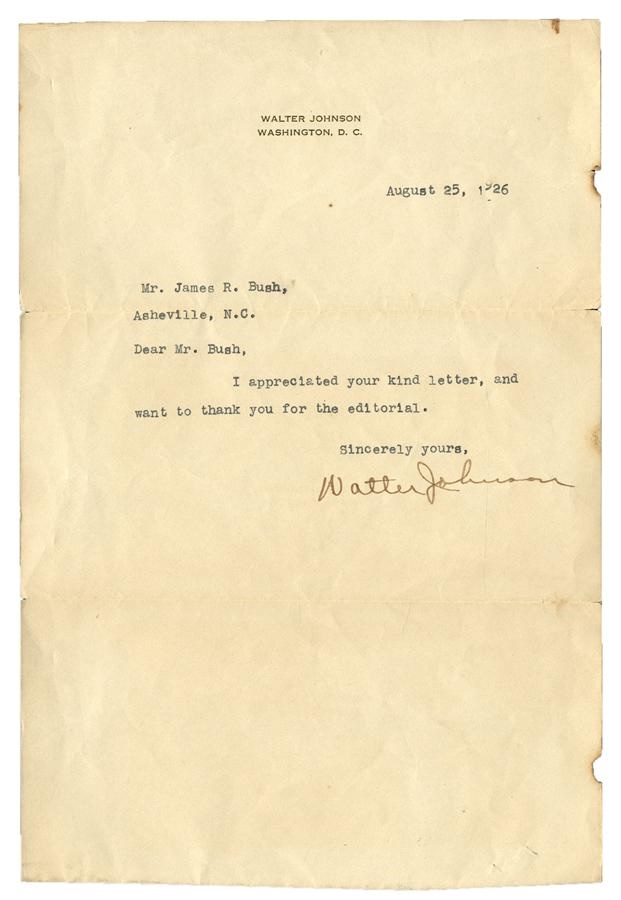 WALTER JOHNSON
WASHINGTON, D. C.
August 25, 1926
Mr. James R. Bush,
Asheville, N.C.
Dear Mr. Bush,
I appreciated your kind letter, and
want to thank you for the editorial.
Sincerely yours,
Walter Johnson